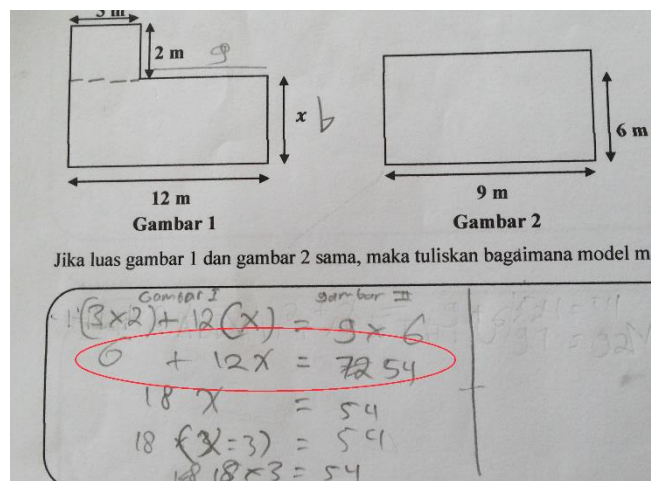 3 m
2 m
9
x b
6 m
12 m
9 m
Gambar 1
Gambar 2
Jika luas gambar 1 dan gambar 2 sama, maka tuliskan bagaimana model m
Gambar I gambar II
(3×2) + 12(x) = 9 × 6
6 + 12x = 72 54
18 x = 54
18 (x=3) = 54
18×3 = 54